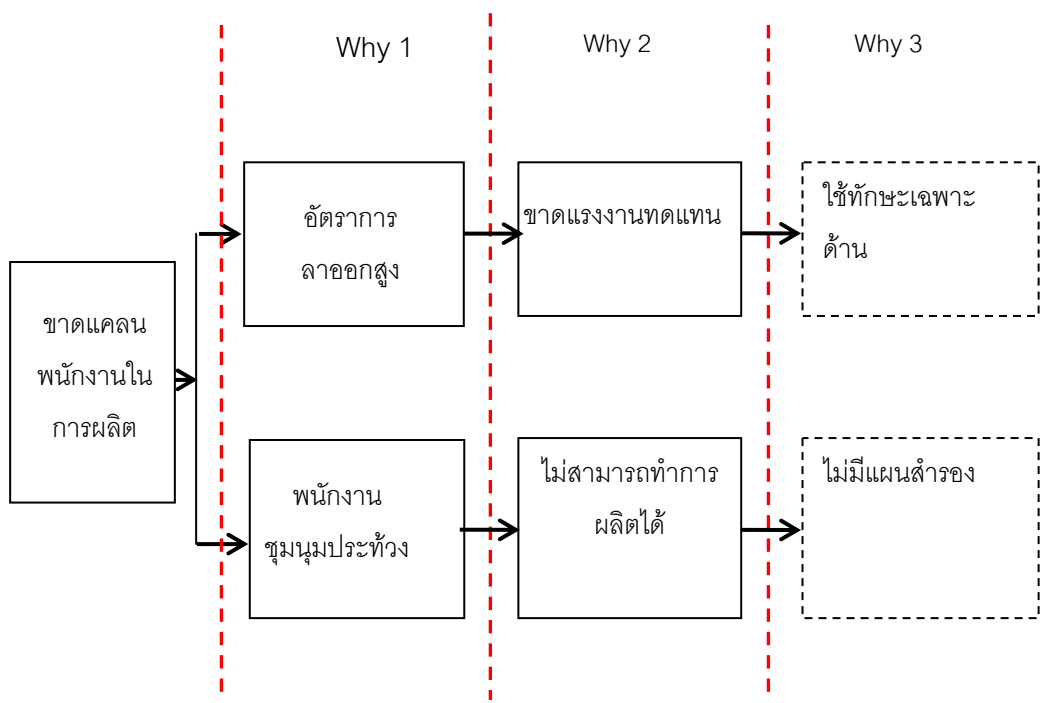 Why 1
Why 2
Why 3
ขาดแคลน
พนักงานใน
การผลิต
อัตราการ
ลาออกสูง
ขาดแรงงานทดแทน
ใช้ทักษะเฉพาะ
ด้าน
พนักงาน
ชุมนุมประท้วง
ไม่สามารถทำการ
ผลิตได้
ไม่มีแผนสำรอง